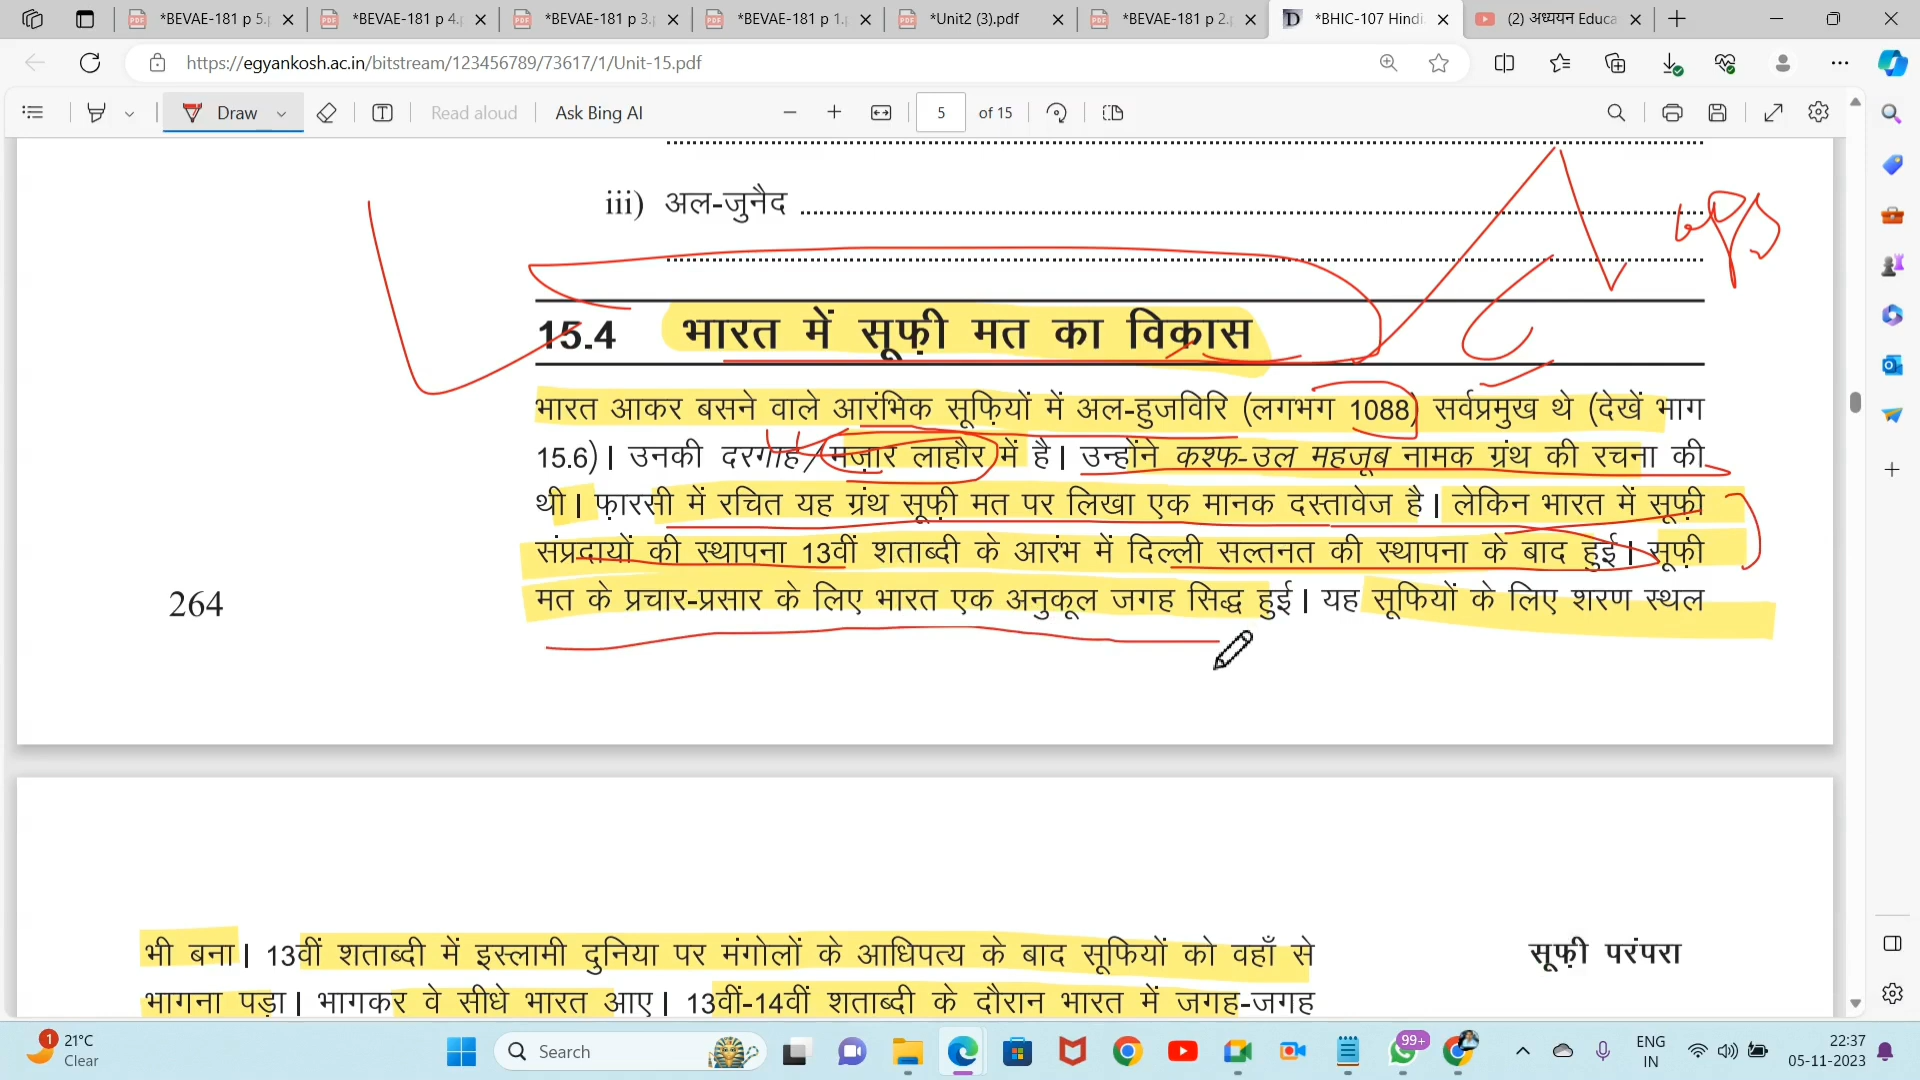 *BEVAE-181 p 5.
*BEVAE-181 p 4.
*BEVAE-181 p 3.
*BEVAE-181 p 1.
*Unit2 (3).pdf
*BEVAE-181 p 2.
*BHIC-107 Hindi
(2) अध्ययन Educa
https://egyankosh.ac.in/bitstream/123456789/73617/1/Unit-15.pdf
Draw
Read aloud
Ask Bing AI
5 of 15
iii) अल-जुनैद
15.4 भारत में सूफ़ी मत का विकास
भारत आकर बसने वाले आरंभिक सूफ़ियों में अल-हुजविरि (लगभग 1088) सर्वप्रमुख थे (देखें भाग
15.6)। उनकी दरगाह/मज़ार लाहौर में है। उन्होंने कश्फ-उल महजूब नामक ग्रंथ की रचना की
थी। फ़ारसी में रचित यह ग्रंथ सूफ़ी मत पर लिखा एक मानक दस्तावेज है। लेकिन भारत में सूफ़ी
संप्रदायों की स्थापना 13वीं शताब्दी के आरंभ में दिल्ली सल्तनत की स्थापना के बाद हुई। सूफ़ी
मत के प्रचार-प्रसार के लिए भारत एक अनुकूल जगह सिद्ध हुई। यह सूफियों के लिए शरण स्थल
264
भी बना। 13वीं शताब्दी में इस्लामी दुनिया पर मंगोलों के आधिपत्य के बाद सूफियों को वहाँ से
सूफ़ी परंपरा
भागना पड़ा। भागकर वे सीधे भारत आए। 13वीं-14वीं शताब्दी के दौरान भारत में जगह-जगह
1
21°C
Clear
Search
99+
ENG
IN
22:37
05-11-2023